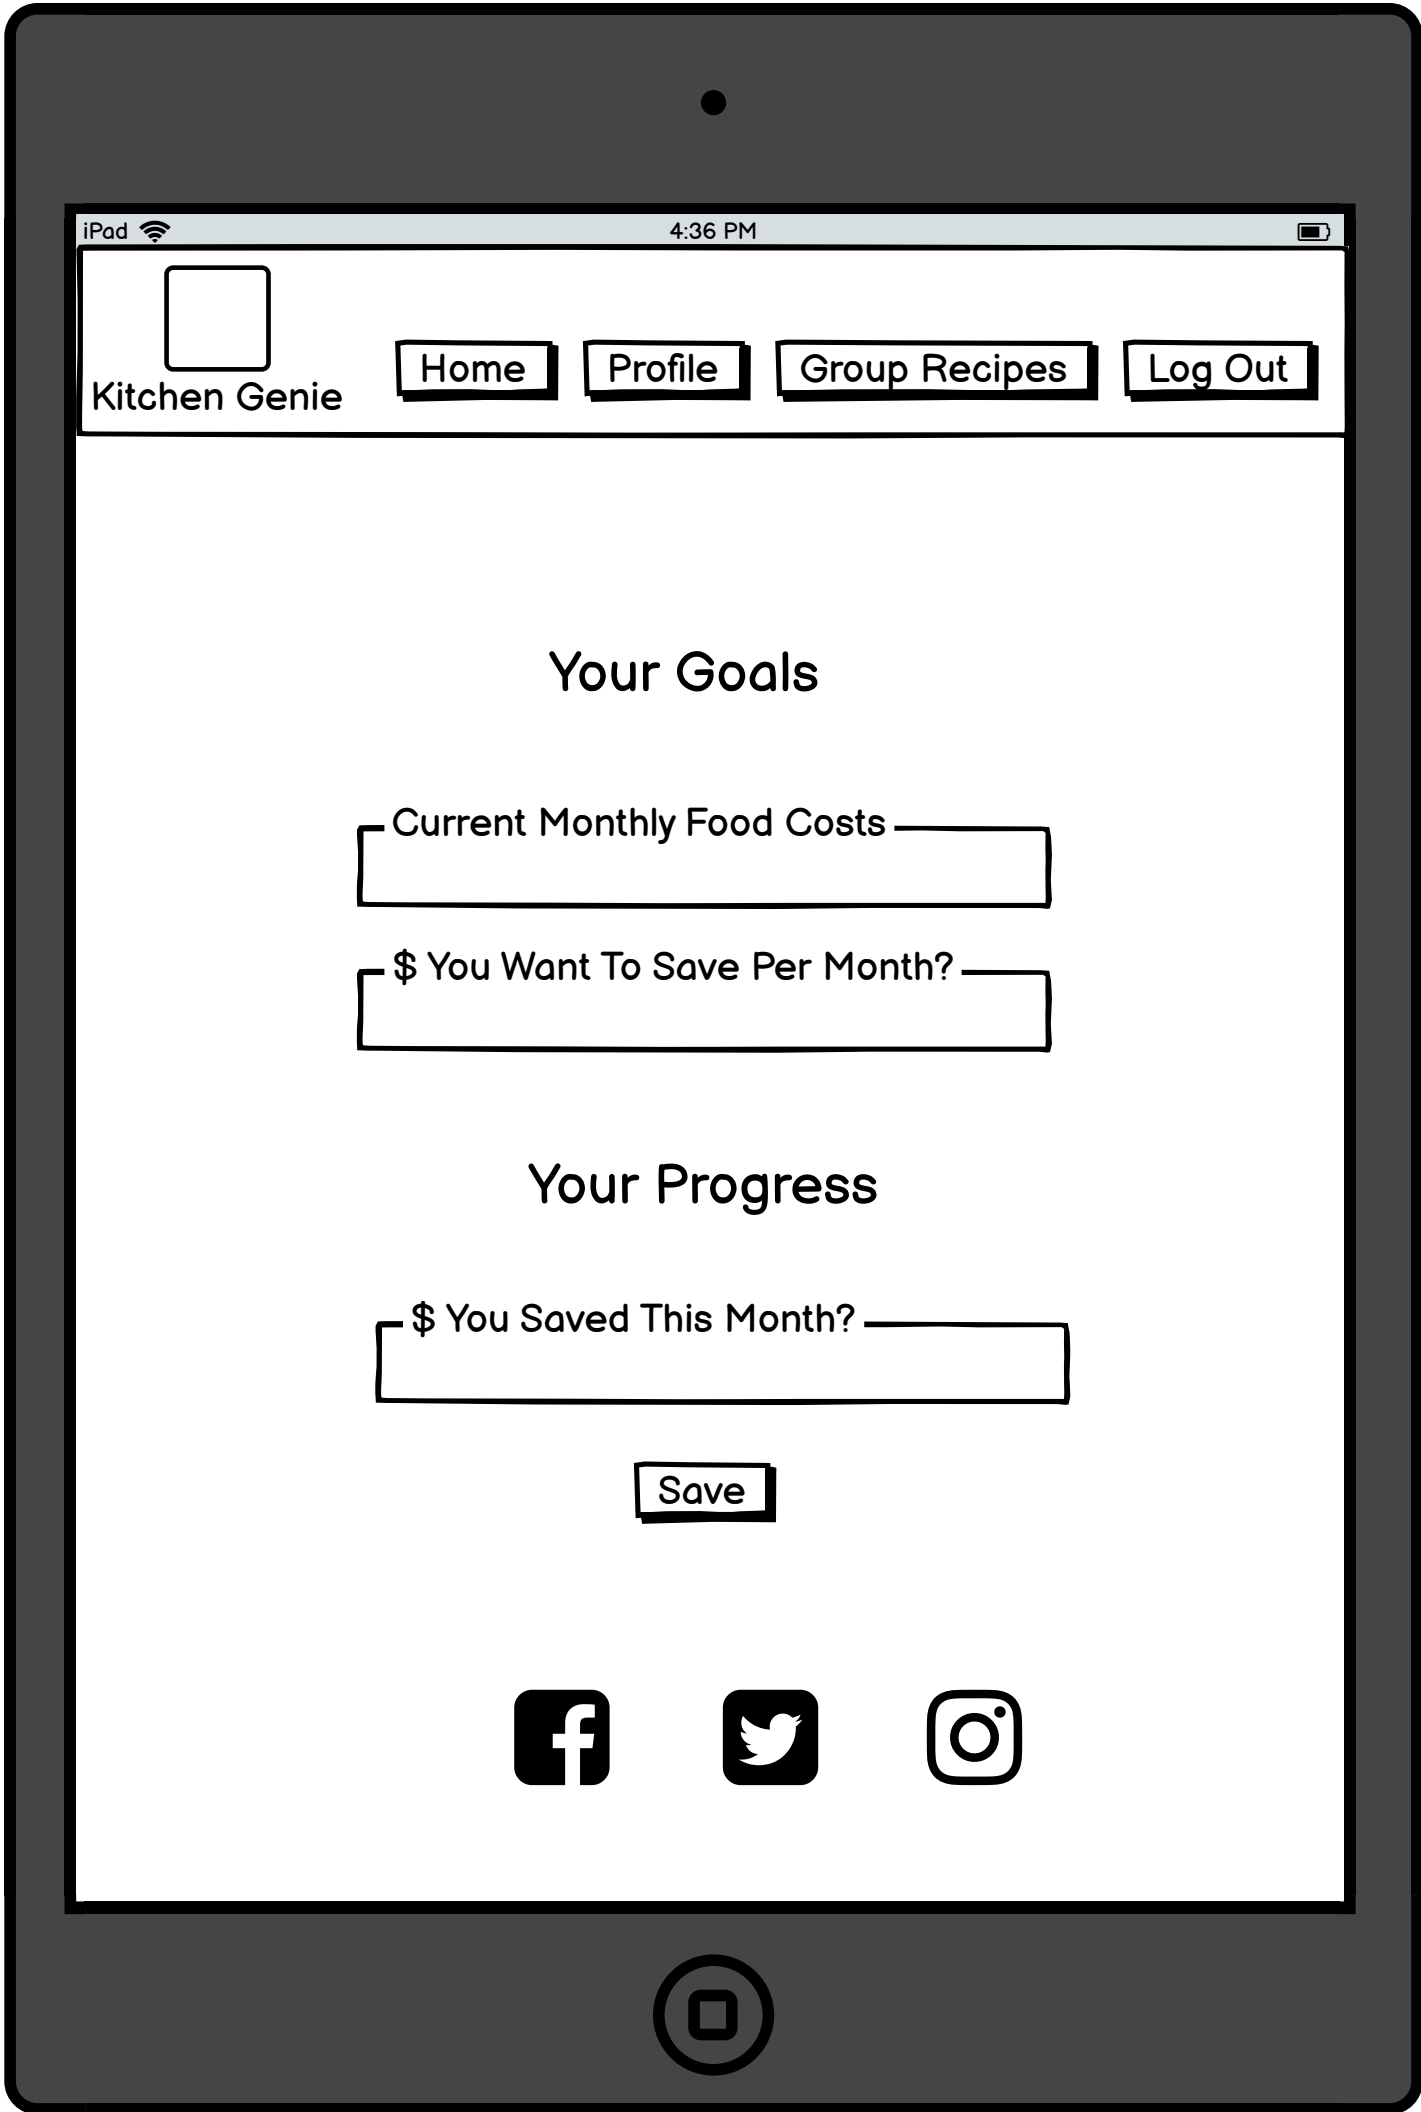 iPad 4:36 PM
Kitchen Genie
Home Profile Group Recipes Log Out
Your Goals
Current Monthly Food Costs
$ You Want To Save Per Month?
Your Progress
$ You Saved This Month?
Save